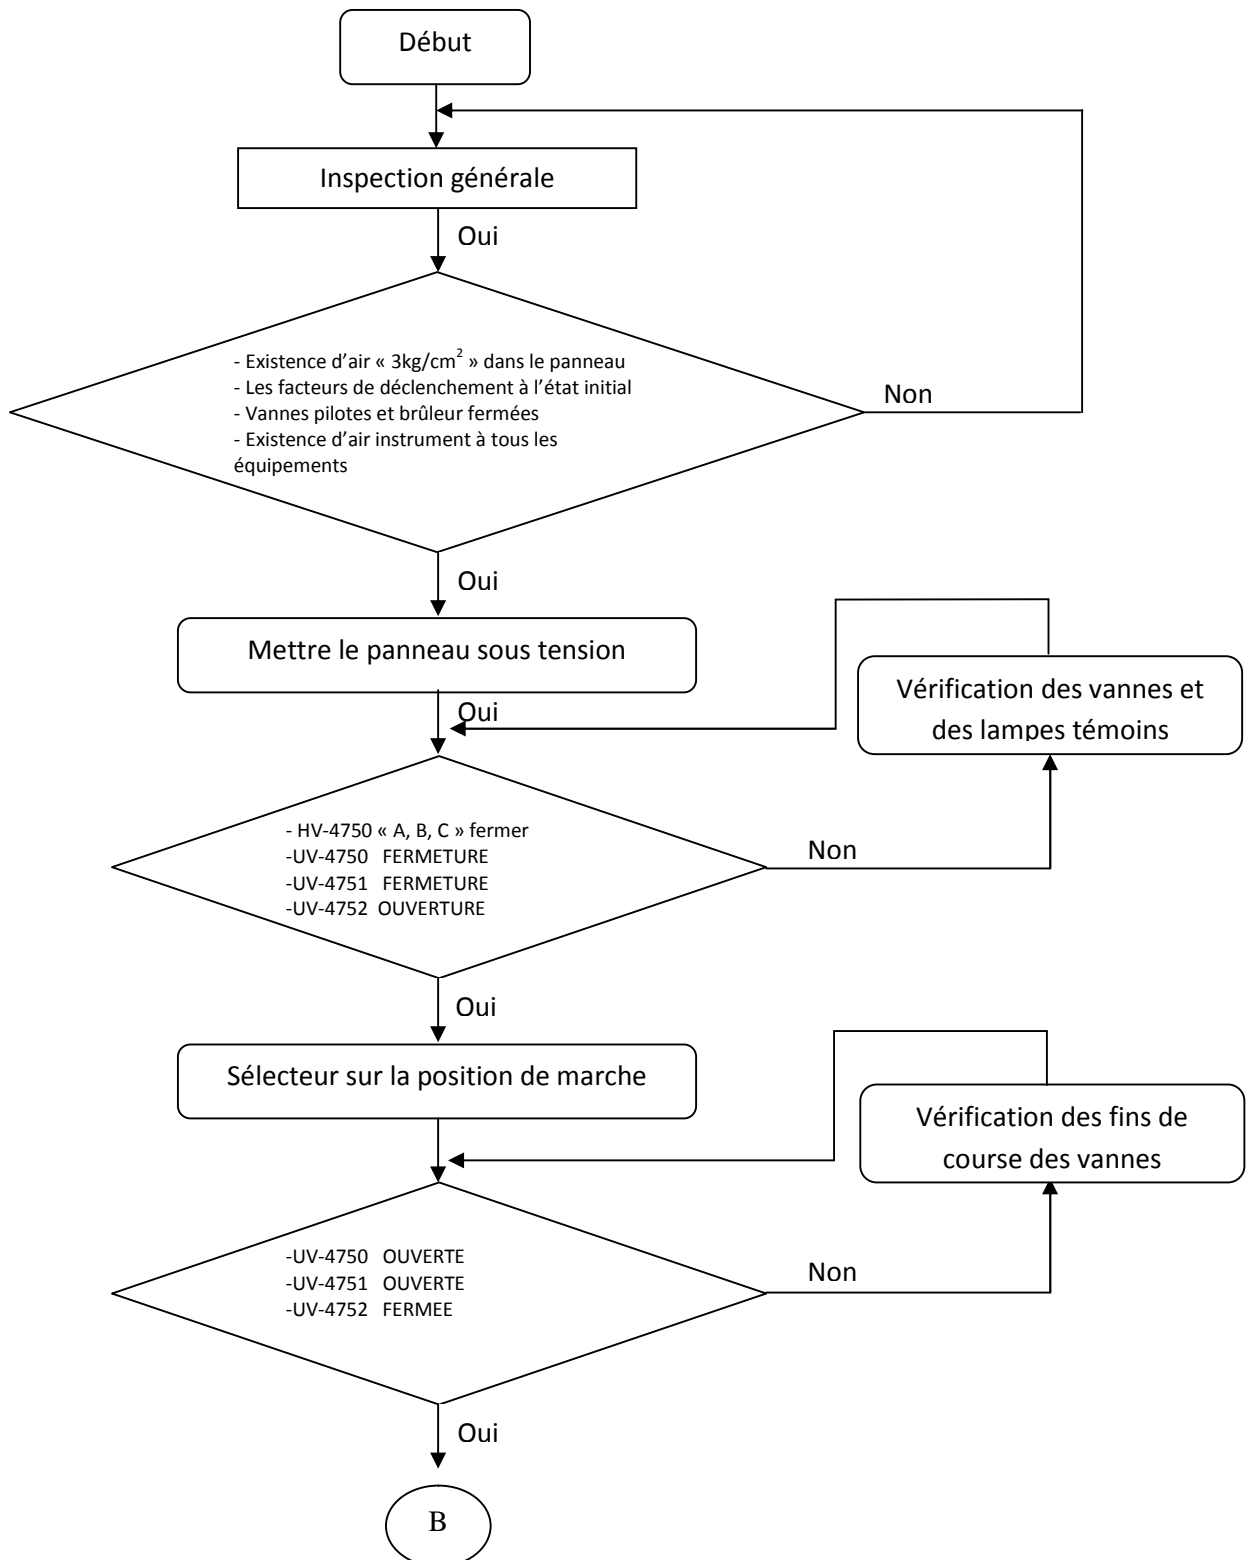 Début
Inspection générale
Oui
- Existence d'air « 3kg/cm² » dans le panneau
- Les facteurs de déclenchement à l'état initial
- Vannes pilotes et brûleur fermées
- Existence d'air instrument à tous les
équipements
Non
Oui
Mettre le panneau sous tension
Vérification des vannes et
des lampes témoins
Oui
- HV-4750 « A, B, C » fermer
-UV-4750 FERMETURE
-UV-4751 FERMETURE
-UV-4752 OUVERTURE
Non
Oui
Sélecteur sur la position de marche
Vérification des fins de
course des vannes
-UV-4750 OUVERTE
-UV-4751 OUVERTE
-UV-4752 FERMEE
Non
Oui
B